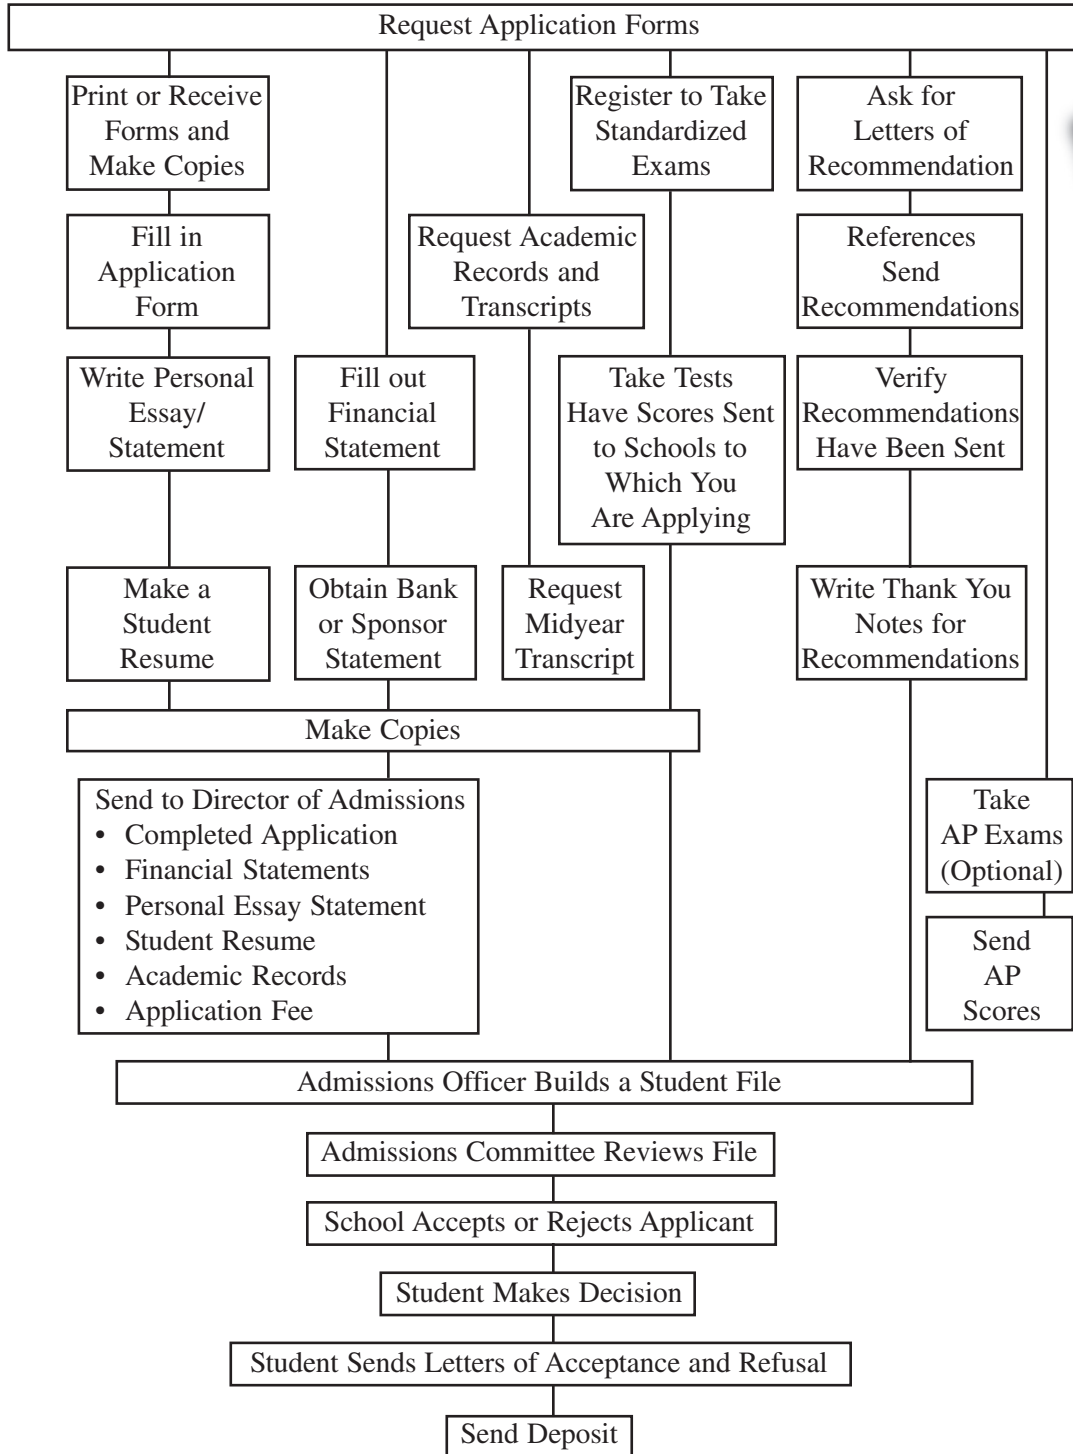 Request Application Forms
Print or Receive
Forms and
Make Copies
Register to Take
Standardized
Exams
Ask for
Letters of
Recommendation
Fill in
Application
Form
Request Academic
Records and
Transcripts
References
Send
Recommendations
Write Personal
Essay/
Statement
Fill out
Financial
Statement
Take Tests
Have Scores Sent
to Schools to
Which You
Are Applying
Verify
Recommendations
Have Been Sent
Make a
Student
Resume
Obtain Bank
or Sponsor
Statement
Request
Midyear
Transcript
Write Thank You
Notes for
Recommendations
Make Copies
Send to Director of Admissions
• Completed Application
• Financial Statements
• Personal Essay Statement
• Student Resume
• Academic Records
• Application Fee
Take
AP Exams
(Optional)
Send
AP
Scores
Admissions Officer Builds a Student File
Admissions Committee Reviews File
School Accepts or Rejects Applicant
Student Makes Decision
Student Sends Letters of Acceptance and Refusal
Send Deposit